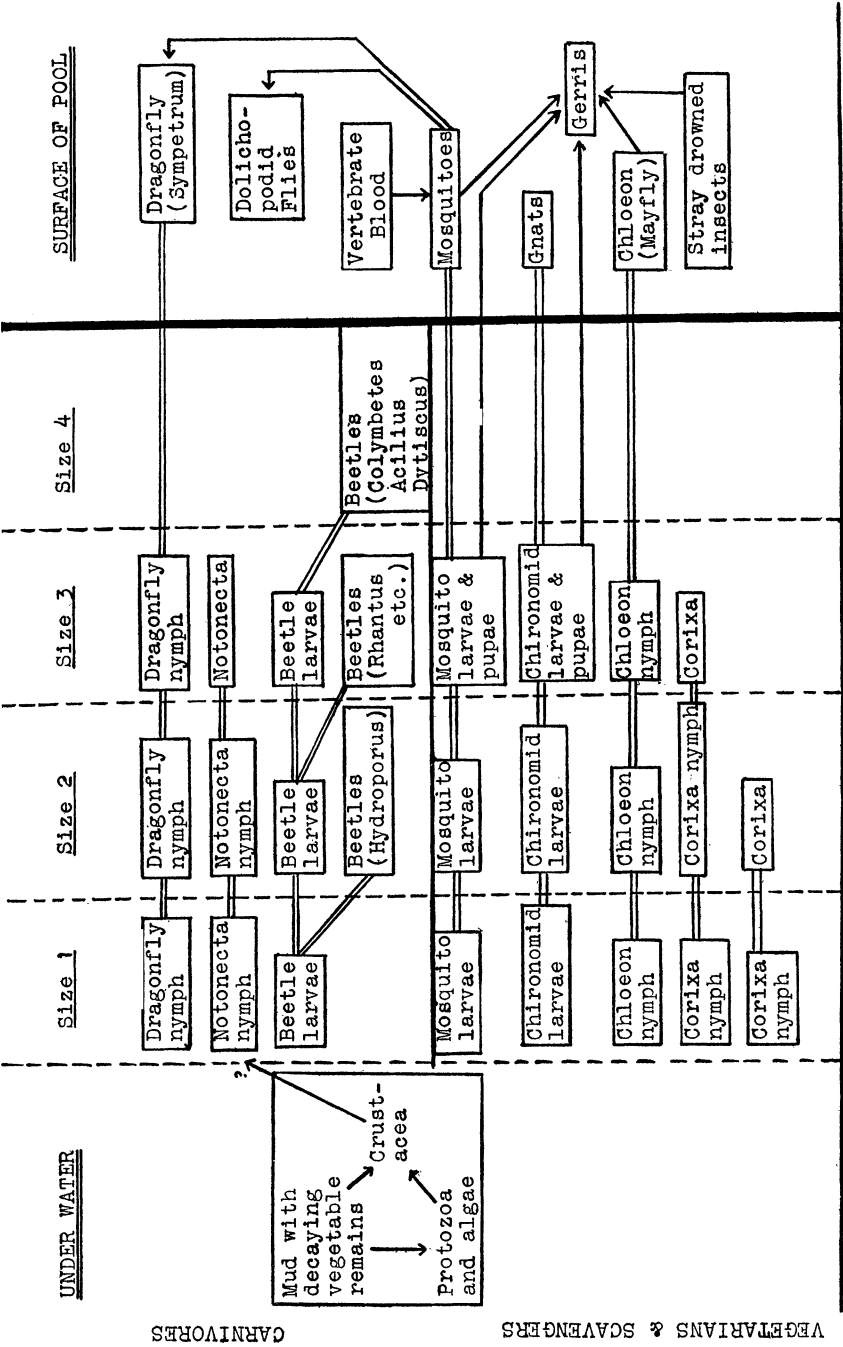 UNDER WATER
Size 1
Size 2
Size 3
Size 4
SURFACE OF POOL
CARNIVORES
VEGETARIANS & SCAVENGERS
Mud with
decaying
vegetable
remains
Crust-
acea
Protozoa
and algae
?
Dragonfly
nymph
Dragonfly
nymph
Dragonfly
nymph
Dragonfly
(Sympetrum)
Notonecta
nymph
Notonecta
nymph
Notonecta
Dolicho-
podid
Flies
Beetle
larvae
Beetle
larvae
Beetle
larvae
Beetles
(Hydroporus)
Beetles
(Rhantus
etc.)
Beetles
(Colymbetes
Acilius
Dytiscus)
Vertebrate
Blood
Mosquito
larvae
Mosquito
larvae
Mosquito
larvae &
pupae
Mosquitoes
Chironomid
larvae
Chironomid
larvae
Chironomid
larvae &
pupae
Gnats
Gerris
Chloeon
nymph
Chloeon
nymph
Chloeon
nymph
Chloeon
(Mayfly)
Corixa
nymph
Corixa nymph
Corixa
Stray drowned
insects
Corixa
nymph
Corixa